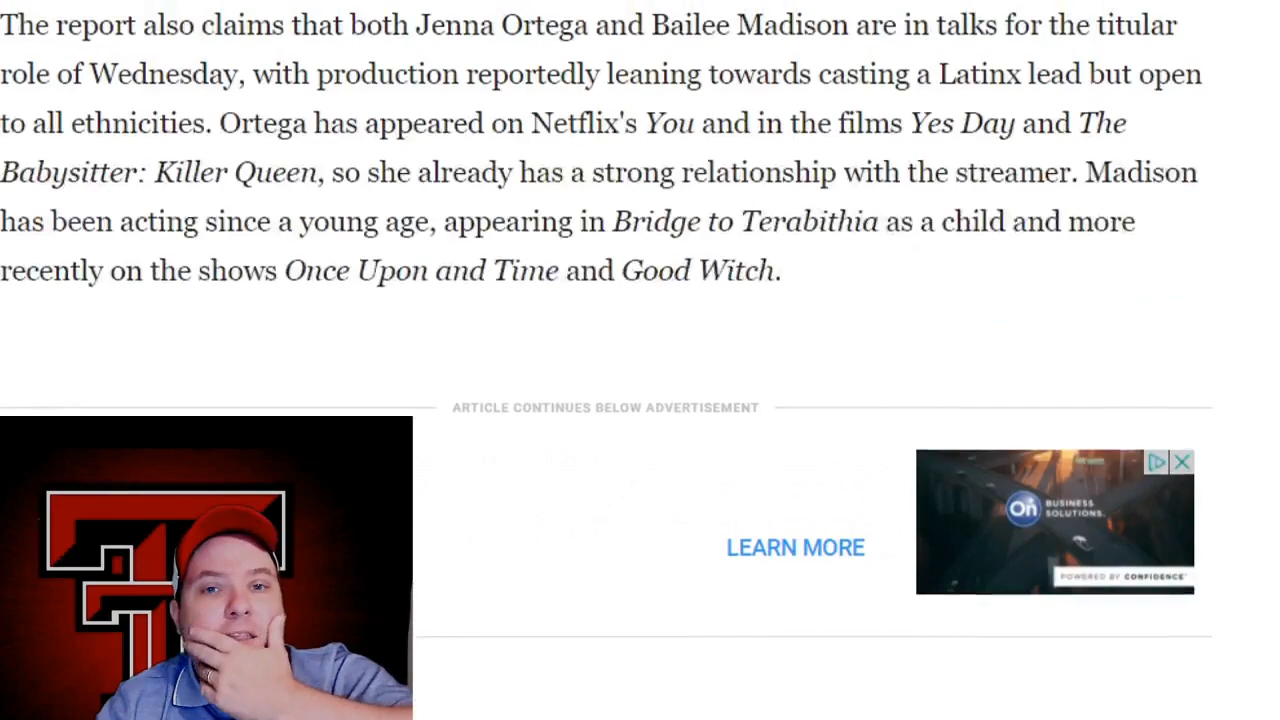 The report also claims that both Jenna Ortega and Bailee Madison are in talks for the titular
role of Wednesday, with production reportedly leaning towards casting a Latinx lead but open
to all ethnicities. Ortega has appeared on Netflix's You and in the films Yes Day and The
Babysitter: Killer Queen, so she already has a strong relationship with the streamer. Madison
has been acting since a young age, appearing in Bridge to Terabithia as a child and more
recently on the shows Once Upon and Time and Good Witch.
ARTICLE CONTINUES BELOW ADVERTISEMENT
LEARN MORE
On BUSINESS
SOLUTIONS.
POWERED BY CONFIDENCE